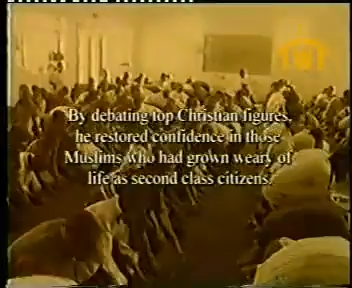 By debating top Christian figures,
he restored confidence in those
Muslims who had grown weary of
life as second class citizens.